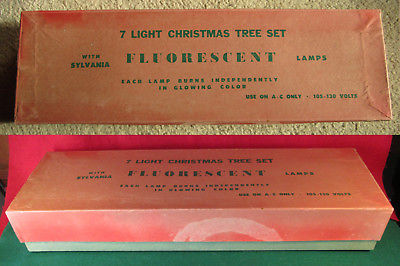 7 LIGHT CHRISTMAS TREE SET
WITH SYLVANIA FLUORESCENT LAMPS
EACH LAMP BURNS INDEPENDENTLY
IN GLOWING COLOR
USE ON A-C ONLY · 105-120 VOLTS
7 LIGHT CHRISTMAS TREE SET
WITH SYLVANIA FLUORESCENT LAMPS
EACH LAMP BURNS INDEPENDENTLY
IN GLOWING COLOR
USE ON A-C ONLY · 105-120 VOLTS